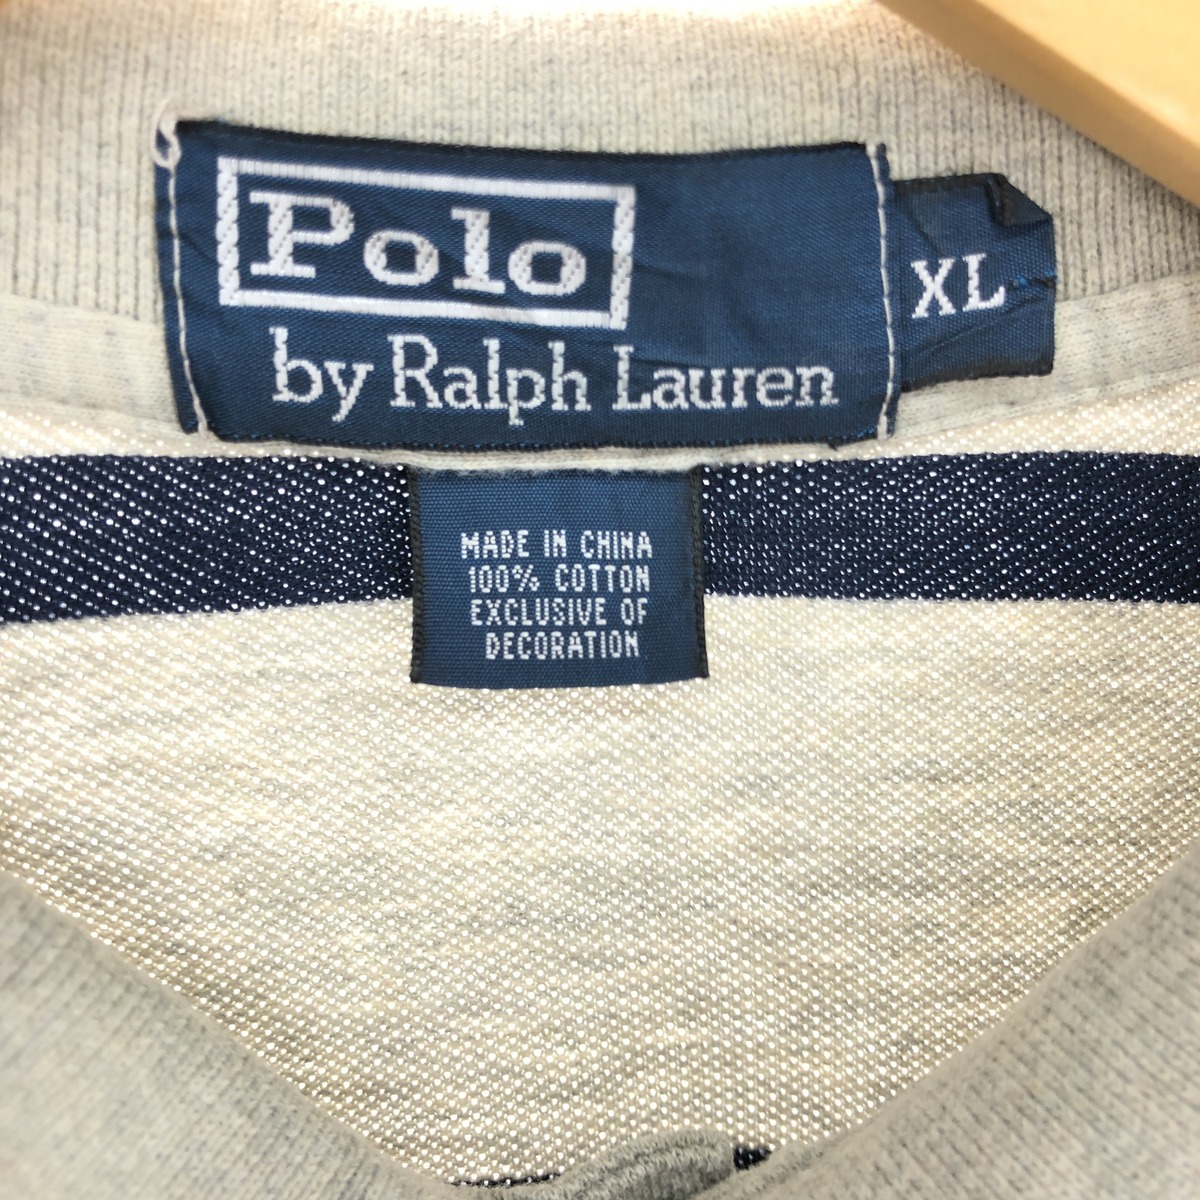 Polo
by Ralph Lauren
XL
MADE IN CHINA
100% COTTON
EXCLUSIVE OF
DECORATION